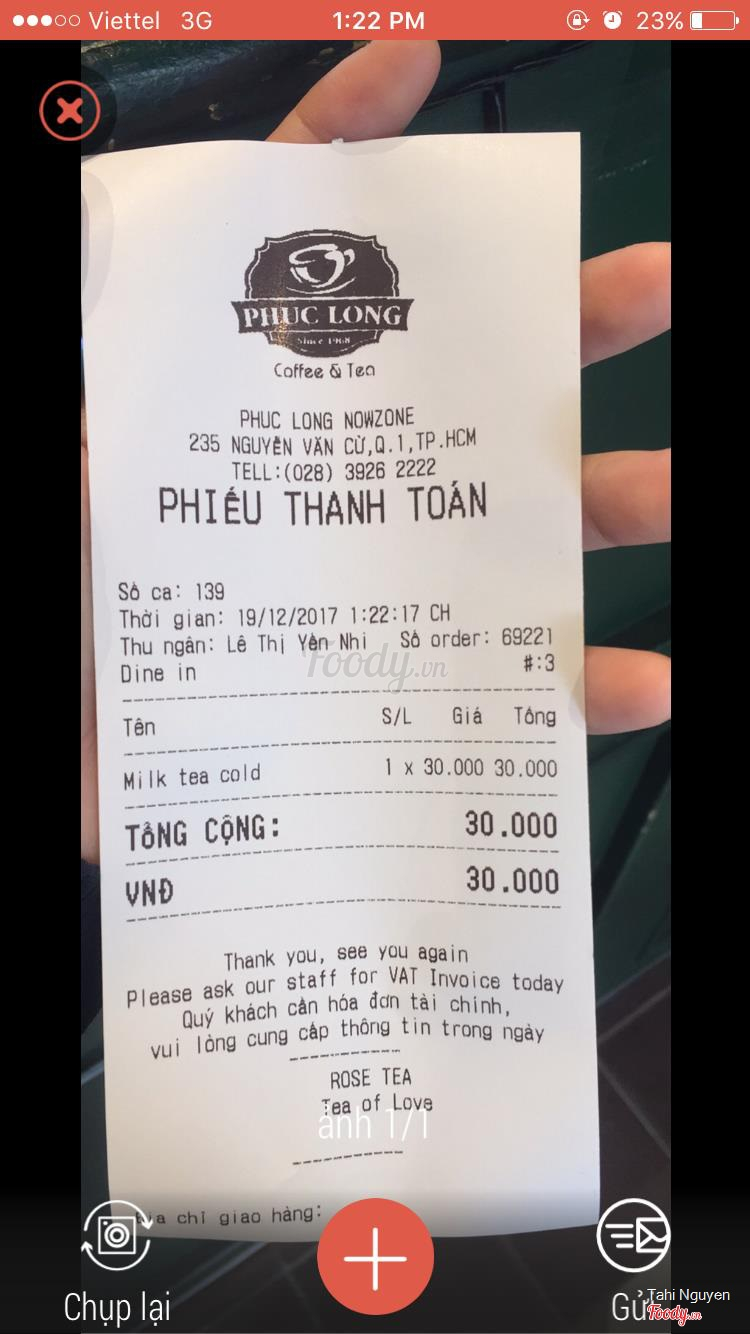 Viettel 3G 1:22 PM 23%
PHUC LONG
Since 1968
Coffee & Tea
PHUC LONG NOWZONE
235 NGUYỄN VĂN CỪ,Q.1,TP.HCM
TELL:(028) 3926 2222
PHIẾU THANH TOÁN
Số ca: 139
Thời gian: 19/12/2017 1:22:17 CH
Thu ngân: Lê Thị Yến Nhi Số order: 69221
Foody.vn
Dine in #:3
Tên S/L Giá Tổng
Milk tea cold 1 x 30.000 30.000
TỔNG CỘNG: 30.000
VNĐ 30.000
Thank you, see you again
Please ask our staff for VAT Invoice today
Quý khách cần hóa đơn tài chính,
vui lòng cung cấp thông tin trong ngày
ROSE TEA
Tea of Love
ảnh 1/1
chỉ giao hàng:
Chụp lại
Tahi Nguyen
Foody.vn